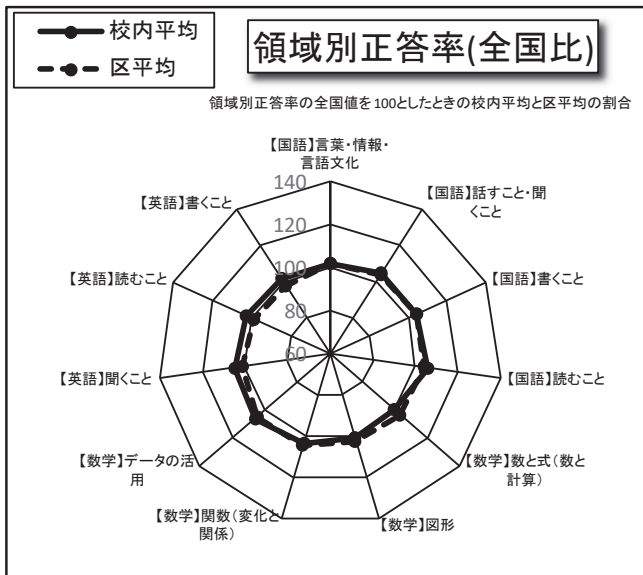 校内平均
区平均
領域別正答率(全国比)
領域別正答率の全国値を100としたときの校内平均と区平均の割合
【国語】言葉・情報・
言語文化
【国語】話すこと・聞
くこと
【国語】書くこと
【国語】読むこと
【数学】数と式（数と
計算）
【数学】図形
【数学】関数（変化と
関係）
【数学】データの活
用
【英語】聞くこと
【英語】読むこと
【英語】書くこと
140
120
100
80
60